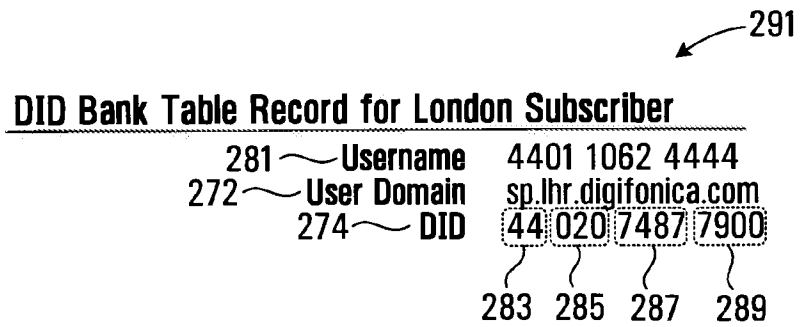 291
DID Bank Table Record for London Subscriber
281 Username 4401 1062 4444
272 User Domain sp.lhr.digifonica.com
274 DID 44 020 7487 7900
283 285 287 289